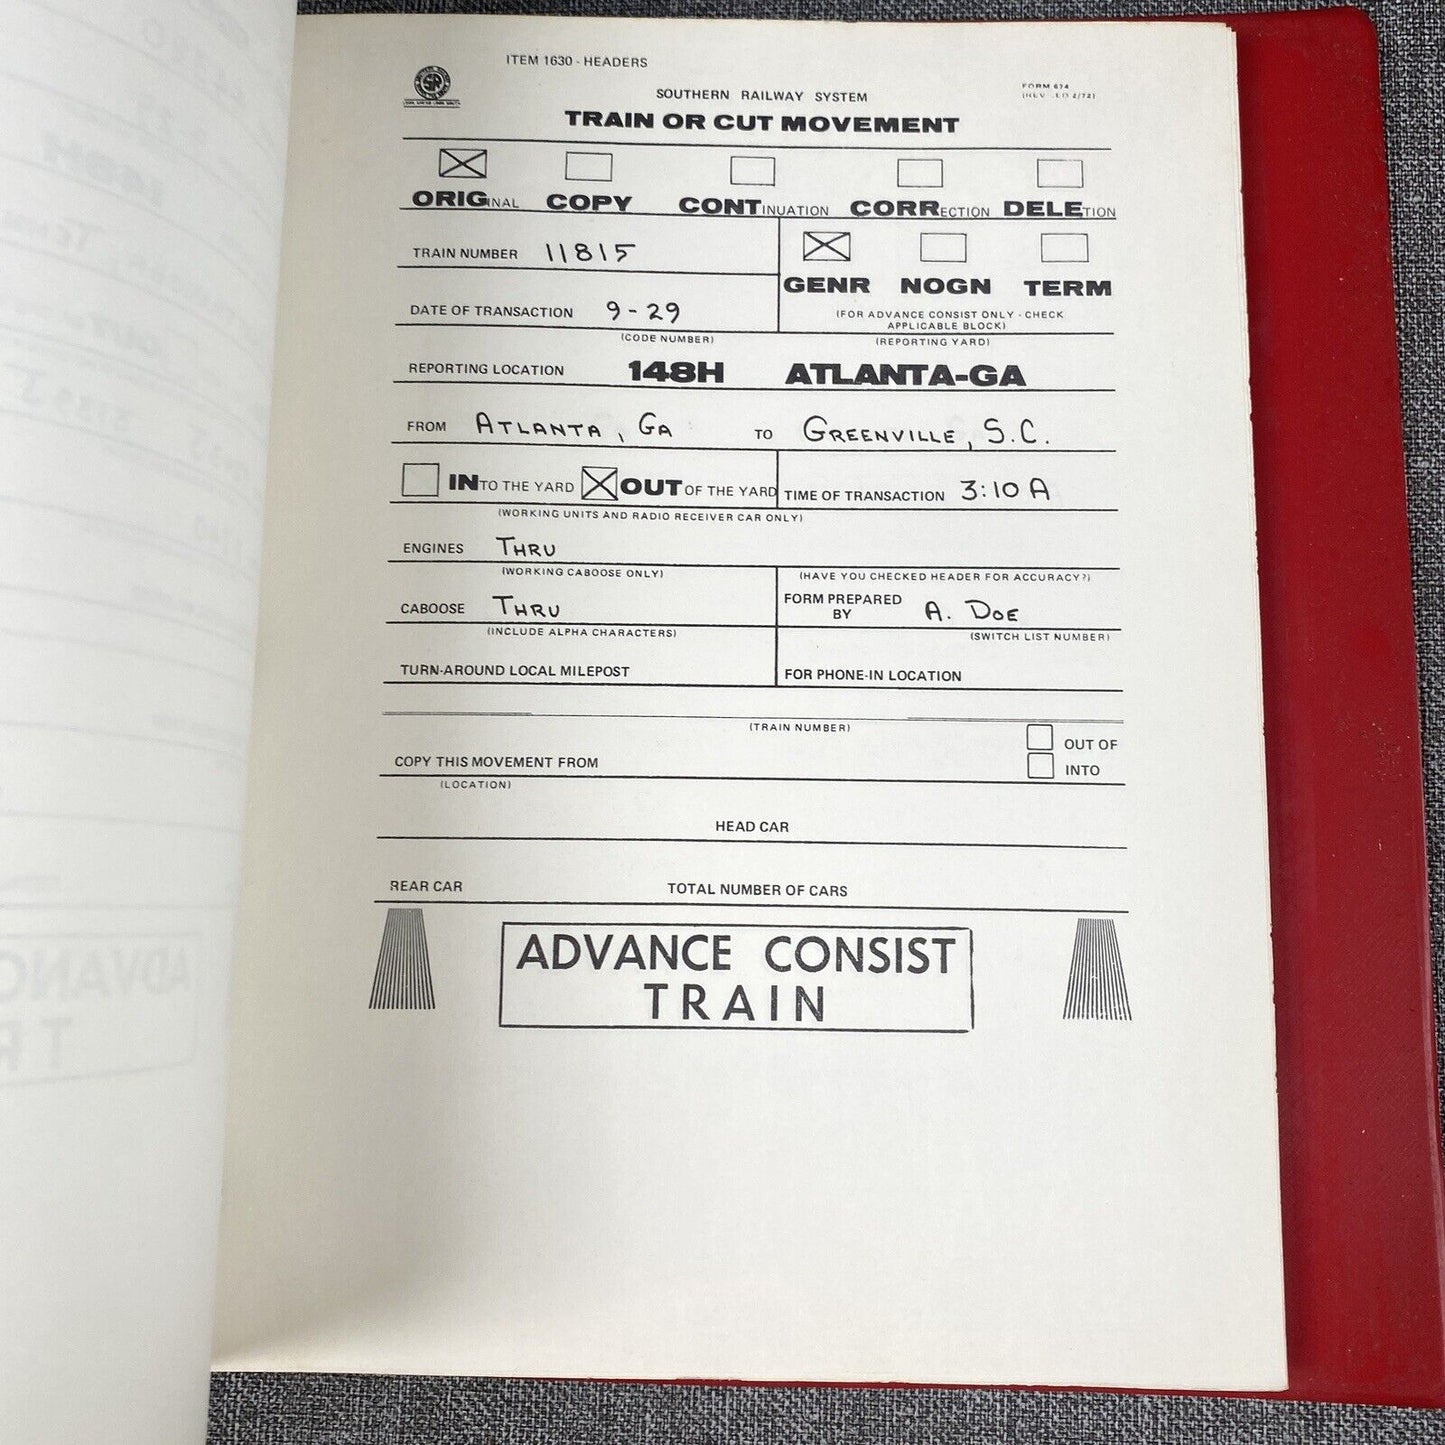 ITEM 1630 - HEADERS
SR
SOUTHERN RAILWAY SYSTEM
FORM 674
TRAIN OR CUT MOVEMENT
ORIGINAL COPY CONTINUATION CORRECTION DELETION
TRAIN NUMBER 11815
GENR NOGN TERM
DATE OF TRANSACTION 9-29
(FOR ADVANCE CONSIST ONLY - CHECK
APPLICABLE BLOCK)
(CODE NUMBER) (REPORTING YARD)
REPORTING LOCATION 148H ATLANTA-GA
FROM ATLANTA, GA TO GREENVILLE, S.C.
INTO THE YARD OUT OF THE YARD TIME OF TRANSACTION 3:10 A
(WORKING UNITS AND RADIO RECEIVER CAR ONLY)
ENGINES THRU
(WORKING CABOOSE ONLY) (HAVE YOU CHECKED HEADER FOR ACCURACY?)
CABOOSE THRU FORM PREPARED
BY A. DOE
(INCLUDE ALPHA CHARACTERS) (SWITCH LIST NUMBER)
TURN-AROUND LOCAL MILEPOST FOR PHONE-IN LOCATION
(TRAIN NUMBER)
OUT OF
COPY THIS MOVEMENT FROM INTO
(LOCATION)
HEAD CAR
REAR CAR TOTAL NUMBER OF CARS
ADVANCE CONSIST
TRAIN